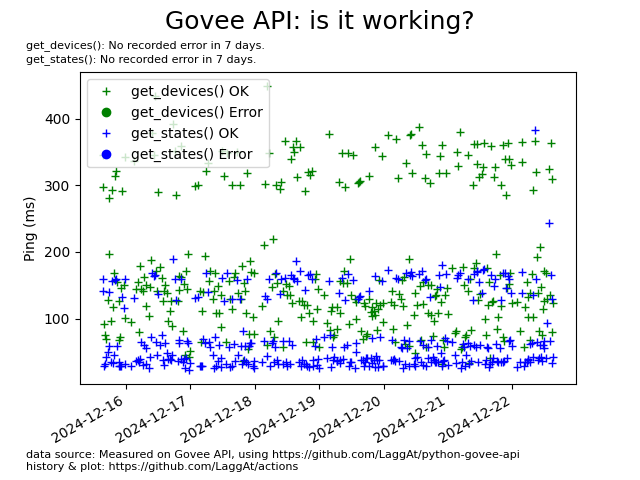 Govee API: is it working?
get_devices(): No recorded error in 7 days.
get_states(): No recorded error in 7 days.
get_devices() OK
get_devices() Error
get_states() OK
get_states() Error
400
300
200
100
Ping (ms)
2024-12-16
2024-12-17
2024-12-18
2024-12-19
2024-12-20
2024-12-21
2024-12-22
data source: Measured on Govee API, using https://github.com/LaggAt/python-govee-api
history & plot: https://github.com/LaggAt/actions